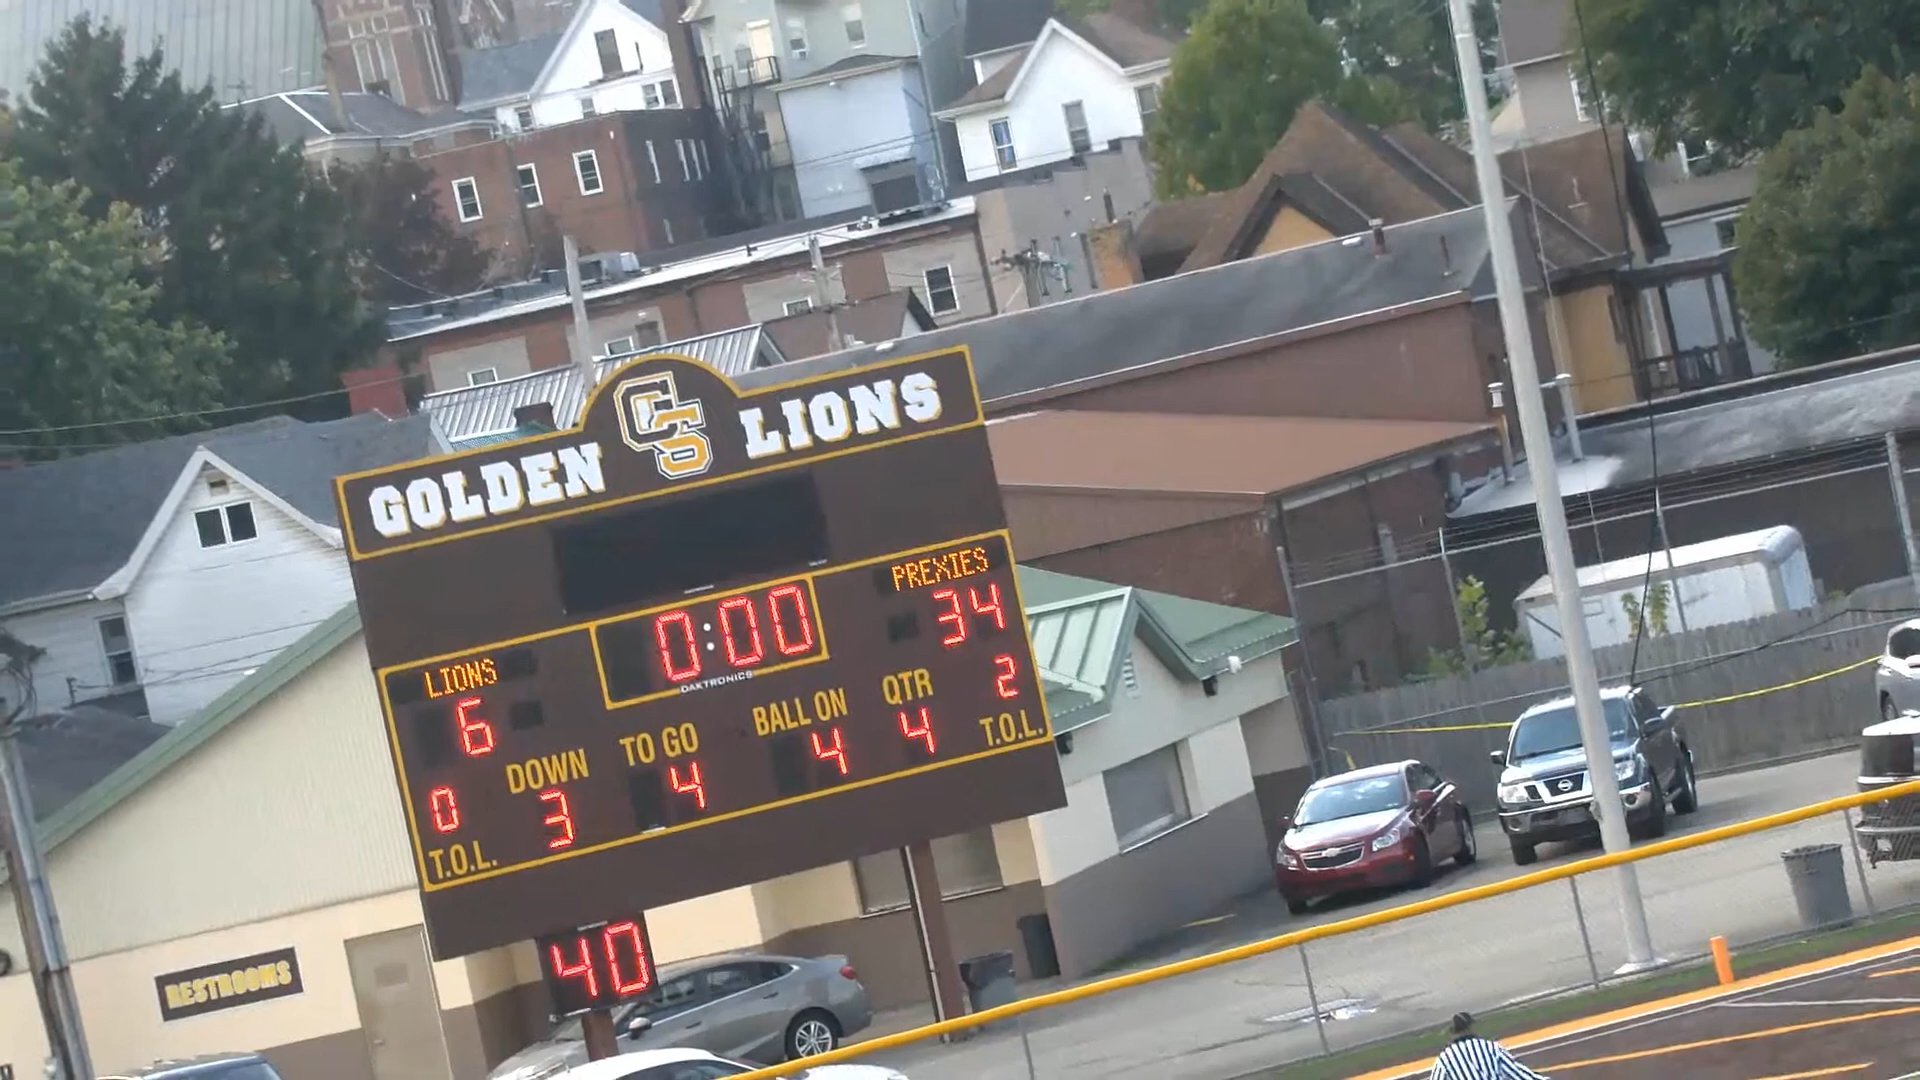 GOLDEN GS LIONS
PREXIES
0:00 34
DAKTRONICS
LIONS
6
DOWN TO GO BALL ON QTR 2
0 3 4 4 4 T.O.L.
T.O.L.
40
RESTROOMS